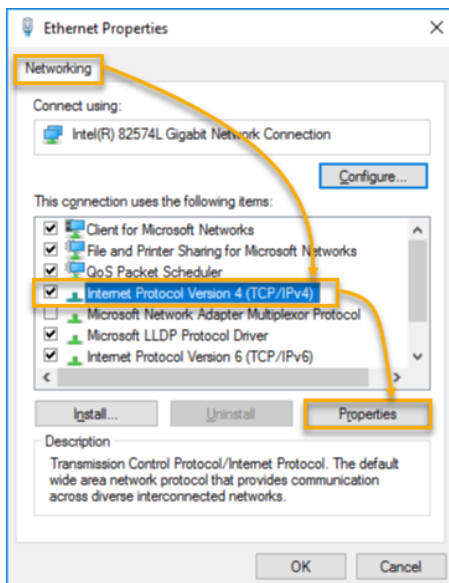 Ethernet Properties
Networking
Connect using:
Intel(R) 82574L Gigabit Network Connection
Configure...
This connection uses the following items:
Client for Microsoft Networks
File and Printer Sharing for Microsoft Networks
QoS Packet Scheduler
Internet Protocol Version 4 (TCP/IPv4)
Microsoft Network Adapter Multiplexor Protocol
Microsoft LLDP Protocol Driver
Internet Protocol Version 6 (TCP/IPv6)
Install... Uninstall Properties
Description
Transmission Control Protocol/Internet Protocol. The default
wide area network protocol that provides communication
across diverse interconnected networks.
OK Cancel